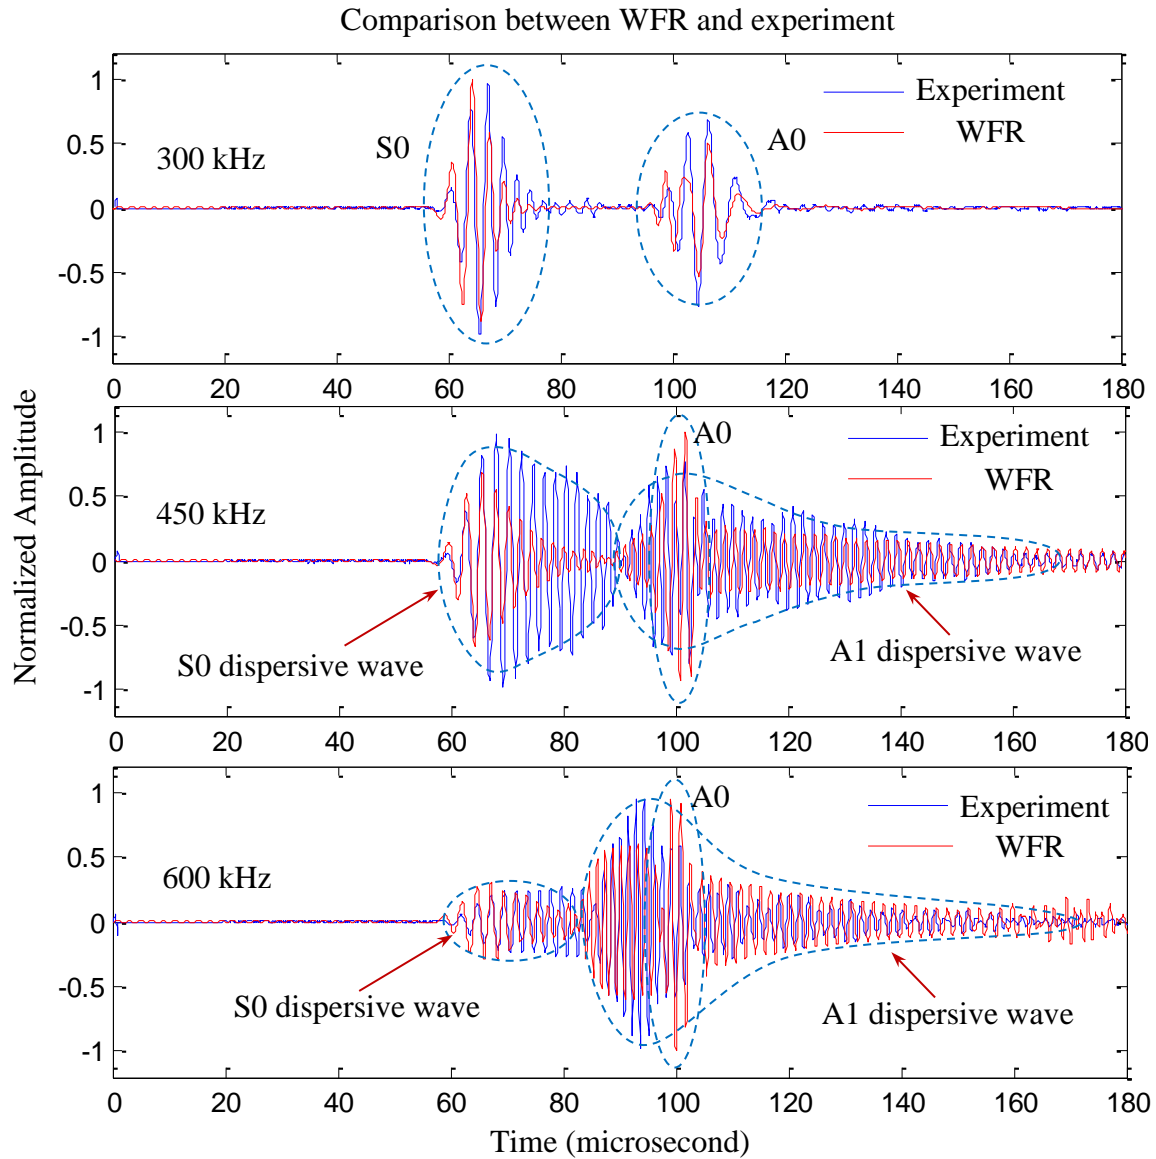 Comparison between WFR and experiment
1
0.5
0
-0.5
-1
300 kHz
S0
A0
Experiment
WFR
0 20 40 60 80 100 120 140 160 180
Normalized Amplitude
1
0.5
0
-0.5
-1
450 kHz
A0
Experiment
WFR
S0 dispersive wave
A1 dispersive wave
0 20 40 60 80 100 120 140 160 180
1
0.5
0
-0.5
-1
600 kHz
A0
Experiment
WFR
S0 dispersive wave
A1 dispersive wave
0 20 40 60 80 100 120 140 160 180
Time (microsecond)